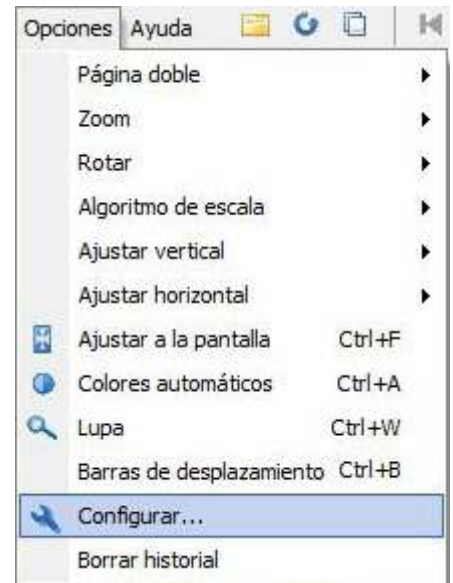 Opciones Ayuda
Página doble
Zoom
Rotar
Algoritmo de escala
Ajustar vertical
Ajustar horizontal
Ajustar a la pantalla Ctrl+F
Colores automáticos Ctrl+A
Lupa Ctrl+W
Barras de desplazamiento Ctrl+B
Configurar...
Borrar historial